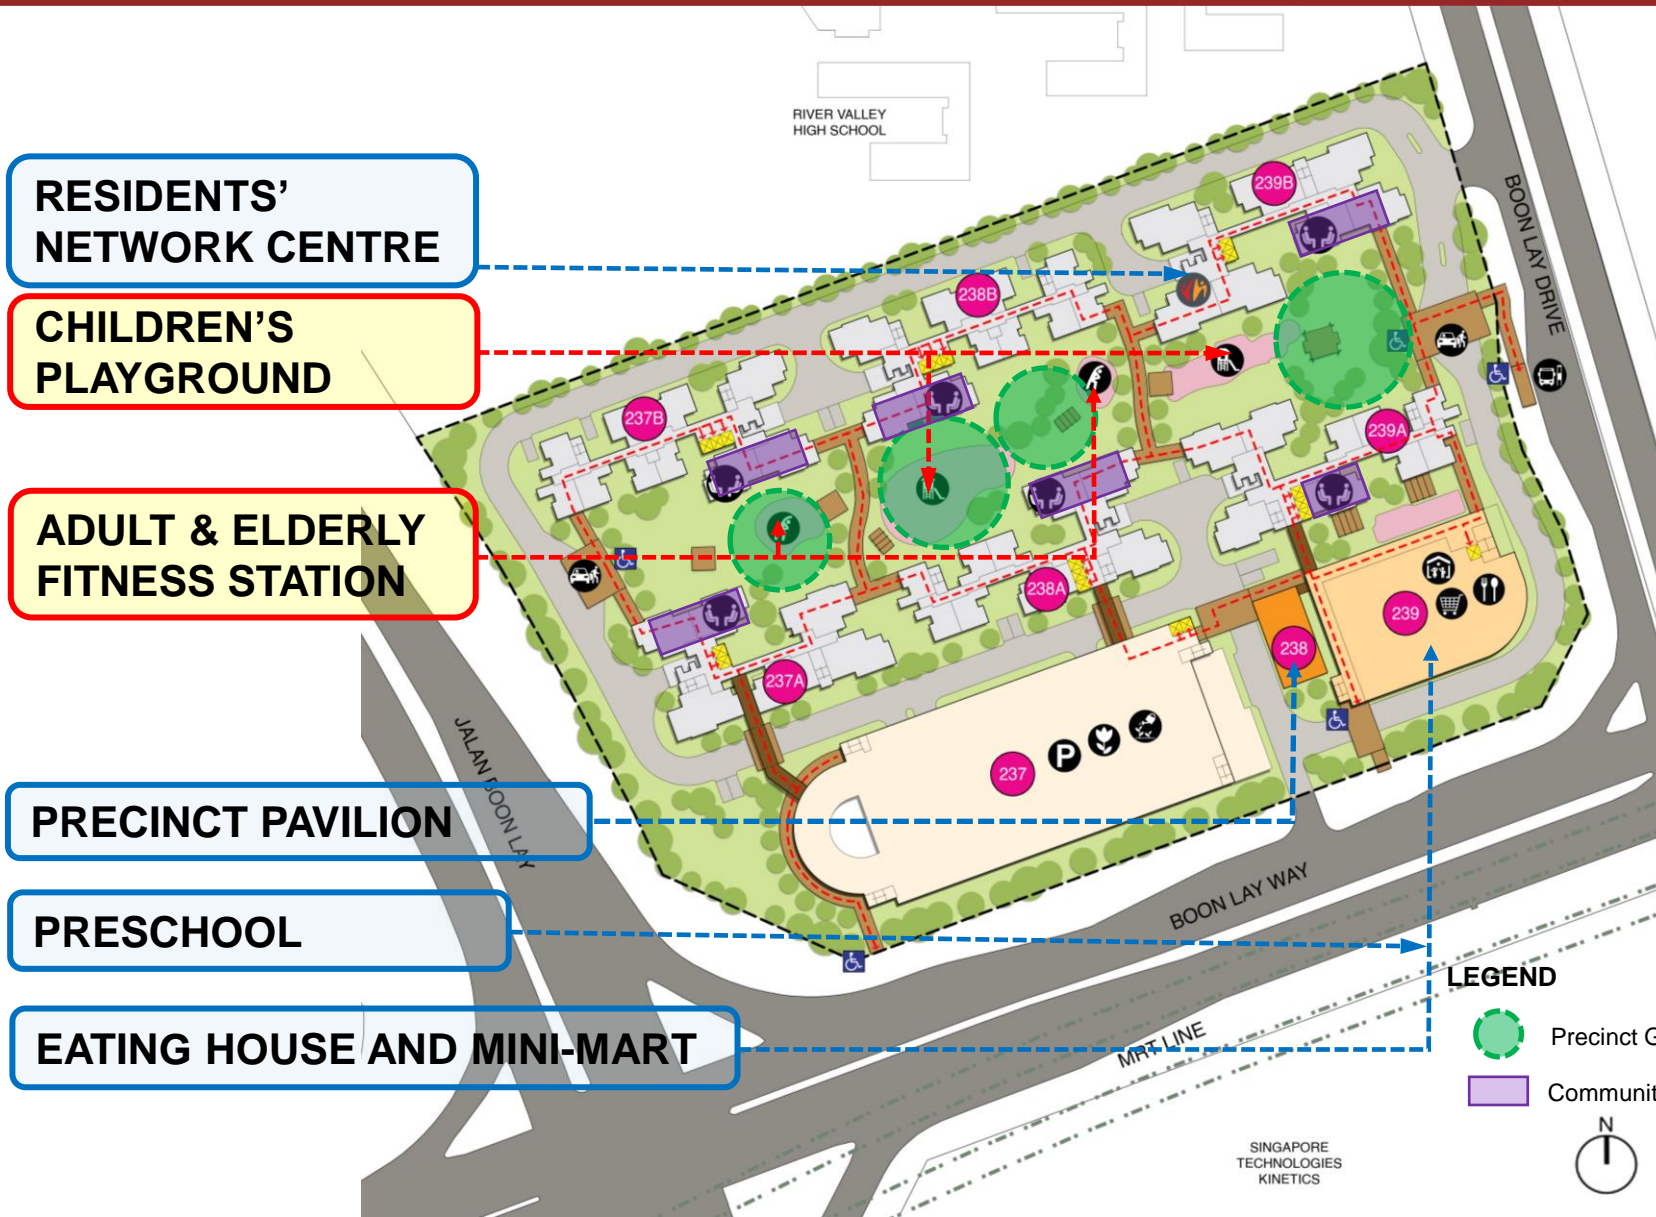 RIVER VALLEY
HIGH SCHOOL
RESIDENTS’
NETWORK CENTRE
CHILDREN’S
PLAYGROUND
ADULT & ELDERLY
FITNESS STATION
PRECINCT PAVILION
PRESCHOOL
EATING HOUSE AND MINI-MART
239B
238B
237B
239A
238A
237A
239
238
237
P
BOON LAY DRIVE
JALAN BOON LAY
BOON LAY WAY
MRT LINE
LEGEND
Precinct G
Communit
SINGAPORE
TECHNOLOGIES
KINETICS
N